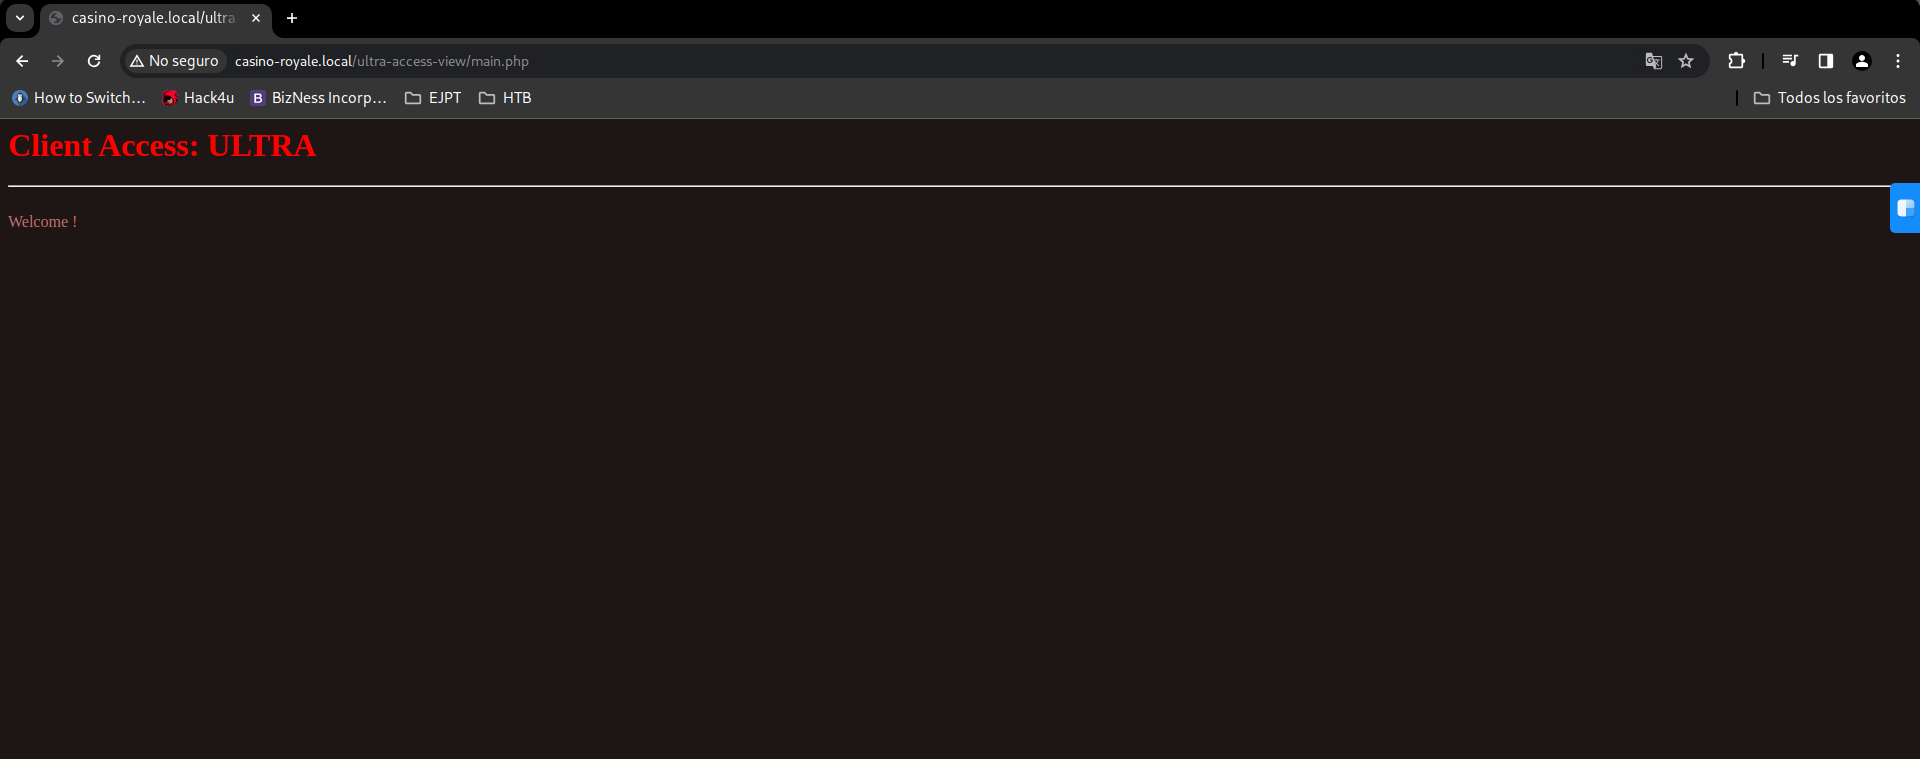 casino-royale.local/ultra
No seguro
casino-royale.local/ultra-access-view/main.php
How to Switch...
Hack4u
B
BizNess Incorp...
EJPT
HTB
Todos los favoritos
Client Access: ULTRA
Welcome !